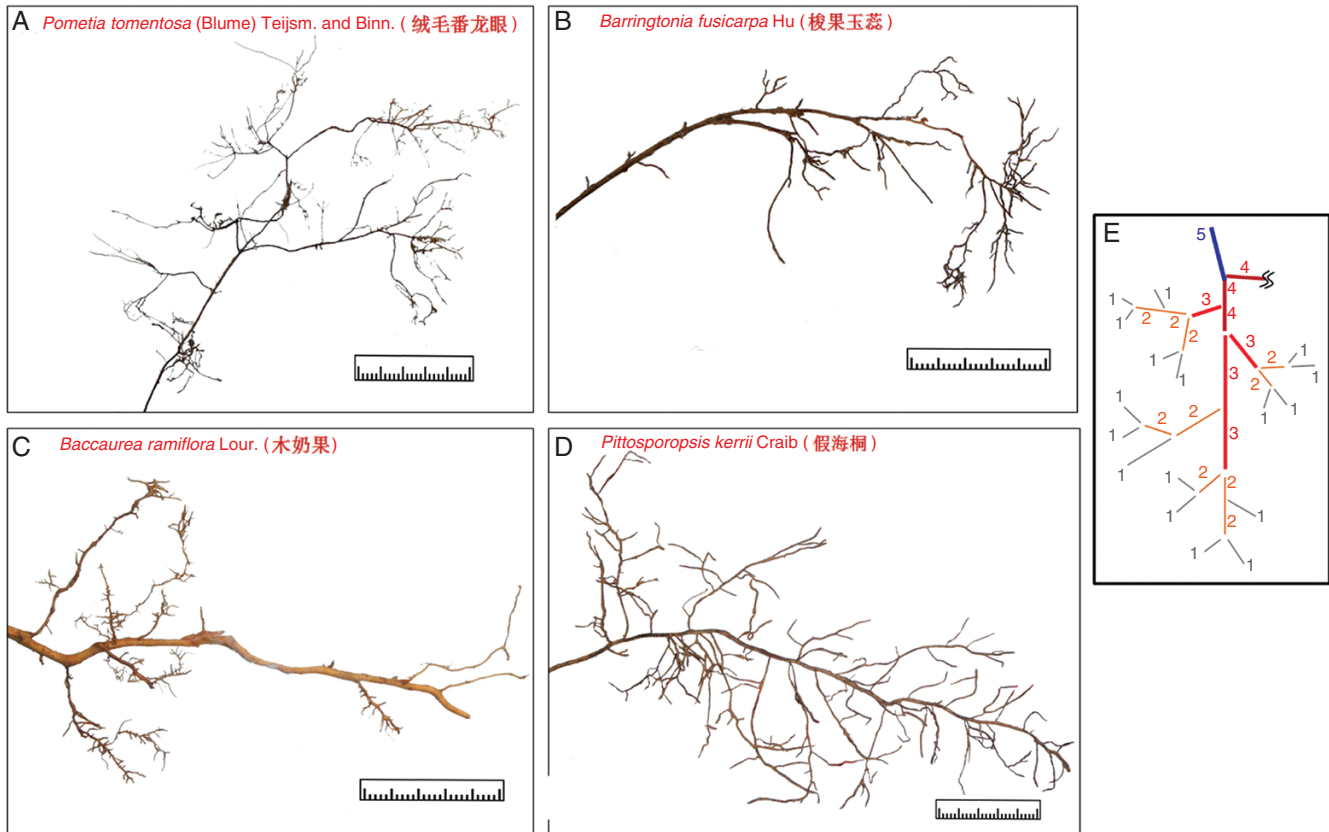 A Pometia tomentosa (Blume) Teijsm. and Binn. (绒毛番龙眼)
B Barringtonia fusicarpa Hu (梭果玉蕊)
C Baccaurea ramiflora Lour. (木奶果)
D Pittosporopsis kerrii Craib (假海桐)
E
5
4
4
1 1 3
4
1 2 2
2 3
1 2 1
1
1 3 2
1 1 1
2 2
1 3
1 1 2 2
1 2 1
1 1